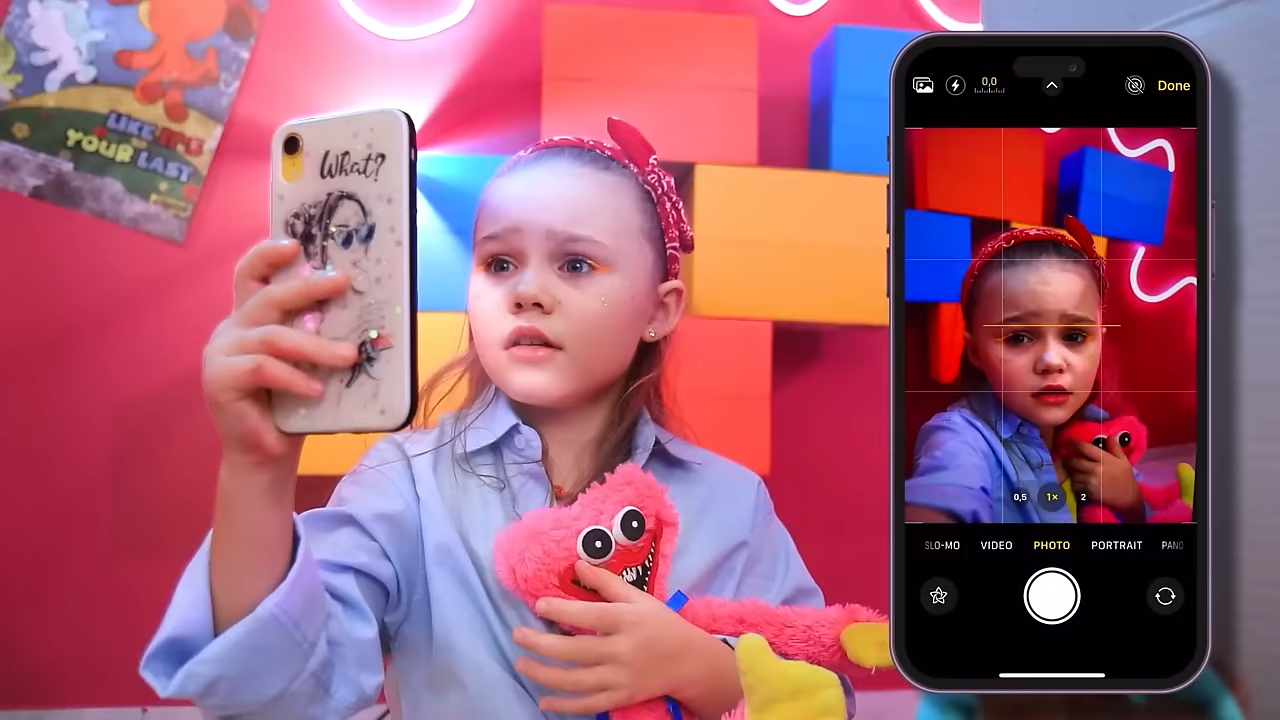 LIKE IT'S
YOUR LAST
What?
0,0
Done
0,5 1× 2
SLO-MO VIDEO PHOTO PORTRAIT PANO